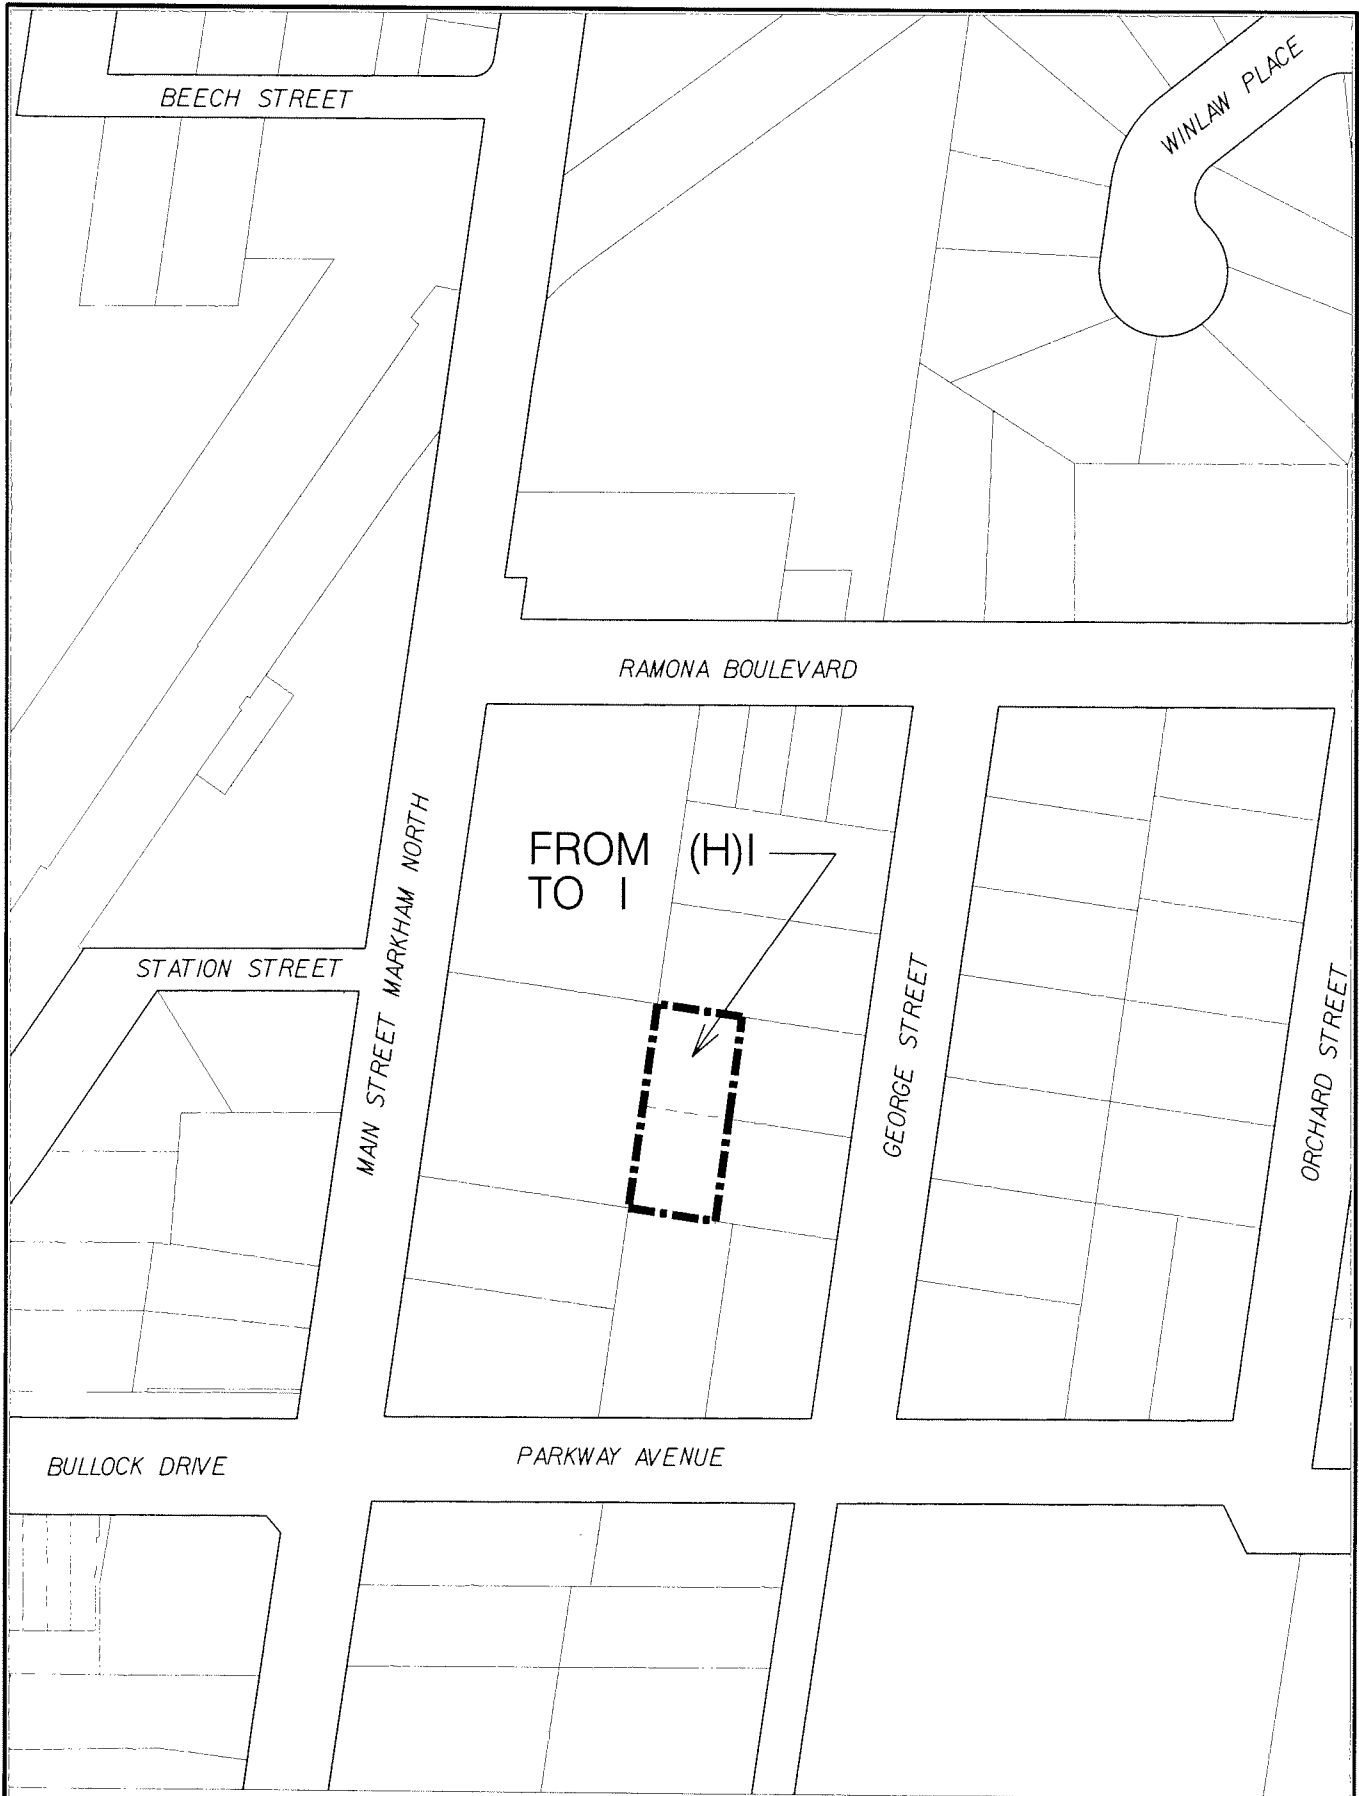 BEECH STREET
WINLAW PLACE
RAMONA BOULEVARD
FROM (H)I
TO I
MAIN STREET MARKHAM NORTH
STATION STREET
GEORGE STREET
ORCHARD STREET
BULLOCK DRIVE
PARKWAY AVENUE